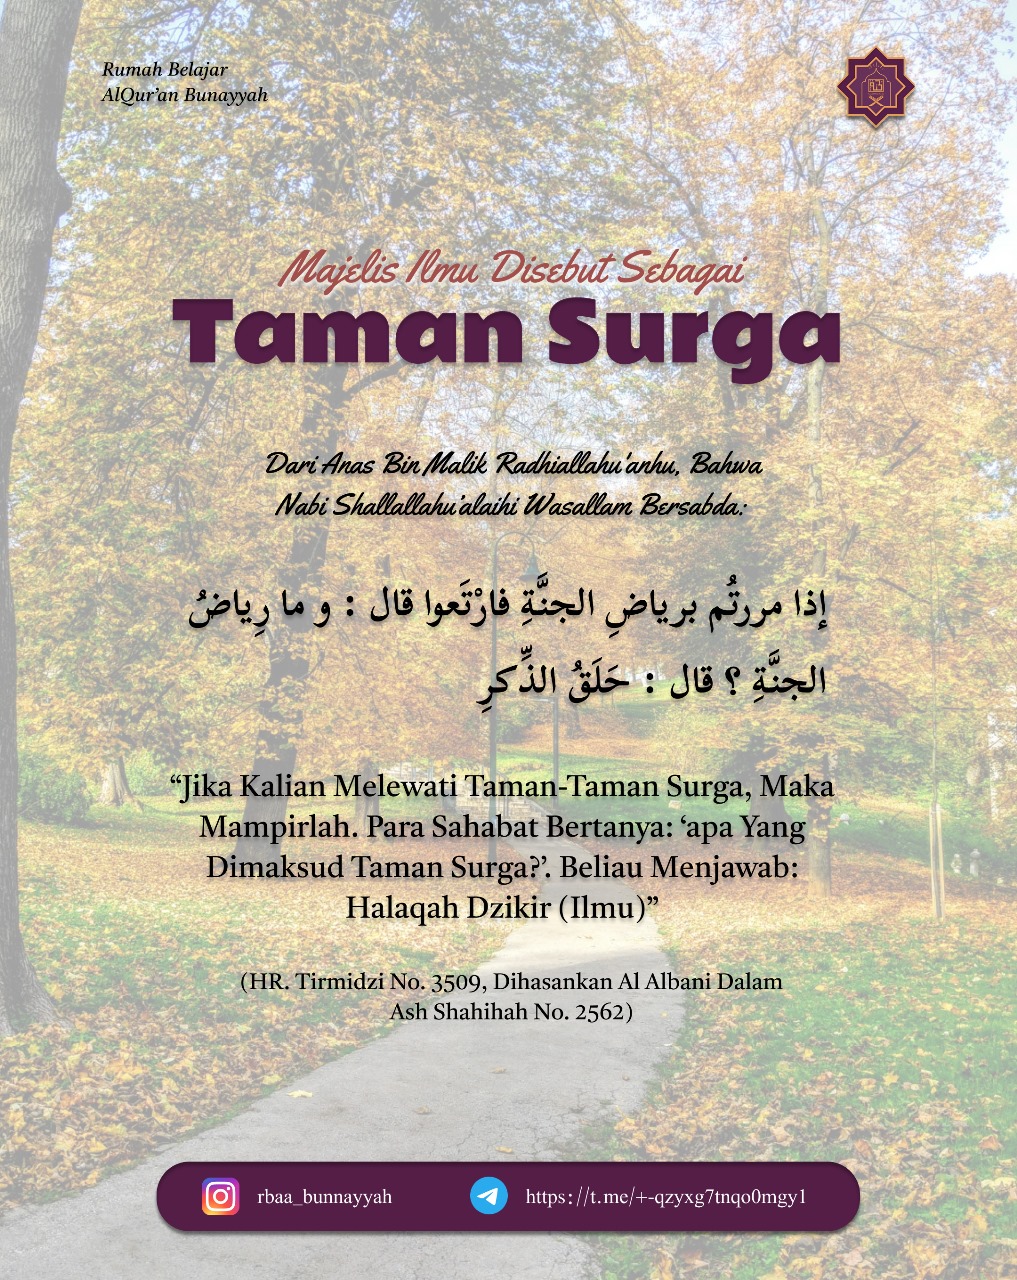 Rumah Belajar
AlQur'an Bunayyah
Majelis Ilmu Disebut Sebagai
Taman Surga
Dari Anas Bin Malik Radhiallahu'anhu, Bahwa
Nabi Shallallahu'alaihi Wasallam Bersabda:
إذا مررتُم برياضِ الجنَّةِ فارْتَعوا قال : و ما رِياضُ
الجنَّةِ ؟ قال : حَلَقُ الذِّكرِ
“Jika Kalian Melewati Taman-Taman Surga, Maka
Mampirlah. Para Sahabat Bertanya: ‘apa Yang
Dimaksud Taman Surga?’. Beliau Menjawab:
Halaqah Dzikir (Ilmu)”
(HR. Tirmidzi No. 3509, Dihasankan Al Albani Dalam
Ash Shahihah No. 2562)
rbaa_bunnayyah
https://t.me/+-qzyxg7tnqo0mgy1